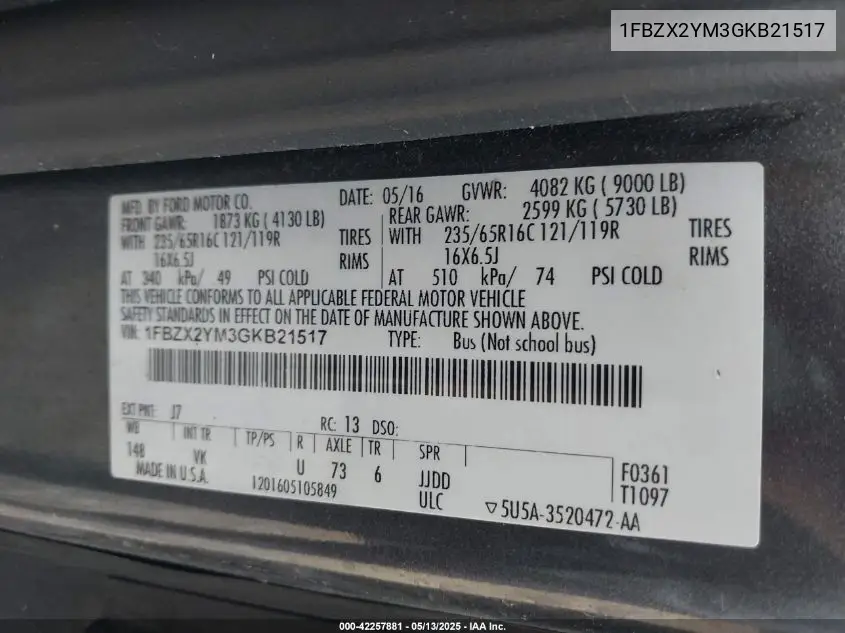 1FBZX2YM3GKB21517
MFD. BY FORD MOTOR CO. DATE: 05/16 GVWR: 4082 KG ( 9000 LB)
FRONT GAWR: 1873 KG ( 4130 LB) REAR GAWR: 2599 KG ( 5730 LB)
WITH 235/65R16C 121/119R TIRES WITH 235/65R16C 121/119R TIRES
16X6.5J RIMS 16X6.5J RIMS
AT 340 kPa/ 49 PSI COLD AT 510 kPa/ 74 PSI COLD
THIS VEHICLE CONFORMS TO ALL APPLICABLE FEDERAL MOTOR VEHICLE
SAFETY STANDARDS IN EFFECT ON THE DATE OF MANUFACTURE SHOWN ABOVE.
VIN: 1FBZX2YM3GKB21517 TYPE: Bus (Not school bus)
EXT PNT: J7 RC: 13 DSO:
WB INT TR TP/PS R AXLE TR SPR
148 VK U 73 6 JJDD F0361
MADE IN U.S.A. 1201605105849 ULC T1097
▽5U5A-3520472-AA
000-42257881 - 05/13/2025 - IAA Inc.